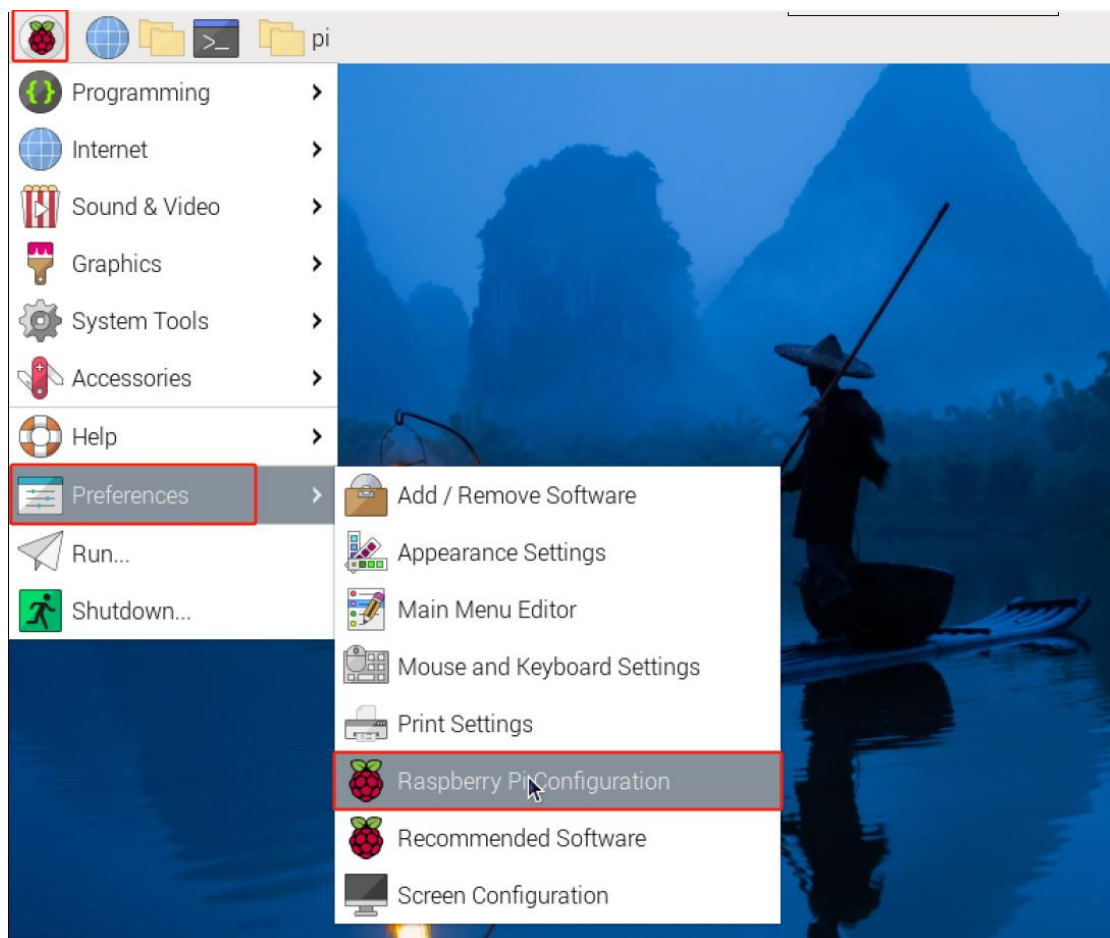 pi
Programming
Internet
Sound & Video
Graphics
System Tools
Accessories
Help
Preferences
Run...
Shutdown...
Add / Remove Software
Appearance Settings
Main Menu Editor
Mouse and Keyboard Settings
Print Settings
Raspberry Pi Configuration
Recommended Software
Screen Configuration